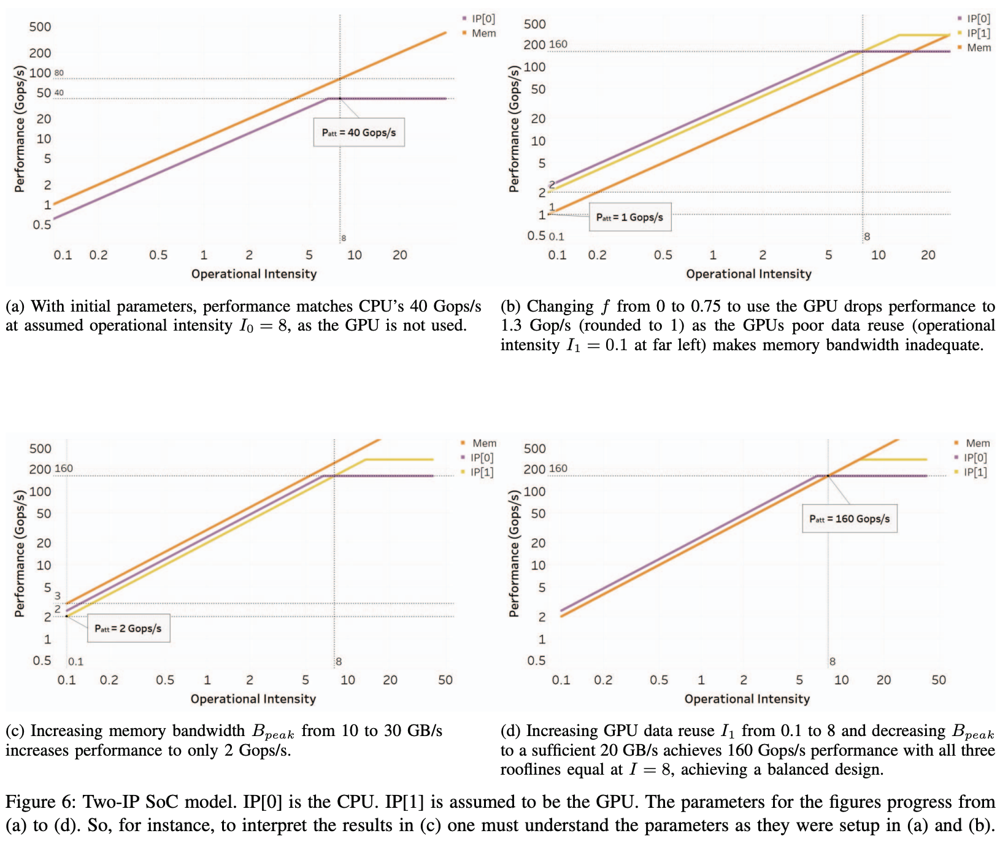 500
200
100
50
20
10
5
2
1
0.5
80
40
Performance (Gops/s)
IP[0]
Mem
Patt = 40 Gops/s
8
0.1 0.2 0.5 1 2 5 10 20
Operational Intensity
(a) With initial parameters, performance matches CPU's 40 Gops/s
at assumed operational intensity I0 = 8, as the GPU is not used.
500
200
100
50
20
10
5
2
1
0.5
160
2
1
0.1
Performance (Gops/s)
IP[0]
IP[1]
Mem
Patt = 1 Gops/s
8
0.1 0.2 0.5 1 2 5 10 20
Operational Intensity
(b) Changing f from 0 to 0.75 to use the GPU drops performance to
1.3 Gop/s (rounded to 1) as the GPUs poor data reuse (operational
intensity I1 = 0.1 at far left) makes memory bandwidth inadequate.
500
200
100
50
20
10
5
2
1
0.5
160
3
2
0.1
Performance (Gops/s)
Mem
IP[0]
IP[1]
Patt = 2 Gops/s
8
0.1 0.2 0.5 1 2 5 10 20 50
Operational Intensity
(c) Increasing memory bandwidth Bpeak from 10 to 30 GB/s
increases performance to only 2 Gops/s.
500
200
100
50
20
10
5
2
1
0.5
160
Performance (Gops/s)
Mem
IP[0]
IP[1]
Patt = 160 Gops/s
8
0.1 0.2 0.5 1 2 5 10 20 50
Operational Intensity
(d) Increasing GPU data reuse I1 from 0.1 to 8 and decreasing Bpeak
to a sufficient 20 GB/s achieves 160 Gops/s performance with all three
rooflines equal at I = 8, achieving a balanced design.
Figure 6: Two-IP SoC model. IP[0] is the CPU. IP[1] is assumed to be the GPU. The parameters for the figures progress from
(a) to (d). So, for instance, to interpret the results in (c) one must understand the parameters as they were setup in (a) and (b).